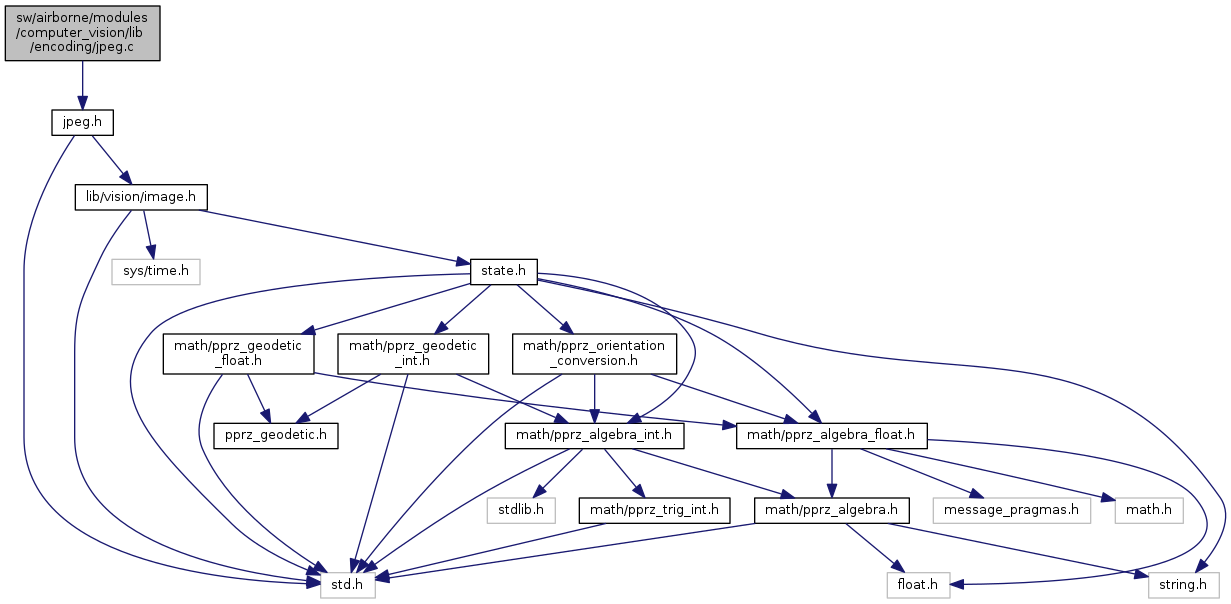 sw/airborne/modules
/computer_vision/lib
/encoding/jpeg.c
jpeg.h
lib/vision/image.h
sys/time.h
state.h
math/pprz_geodetic
_float.h
math/pprz_geodetic
_int.h
math/pprz_orientation
_conversion.h
pprz_geodetic.h
math/pprz_algebra_int.h
math/pprz_algebra_float.h
stdlib.h
math/pprz_trig_int.h
math/pprz_algebra.h
message_pragmas.h
math.h
std.h
float.h
string.h